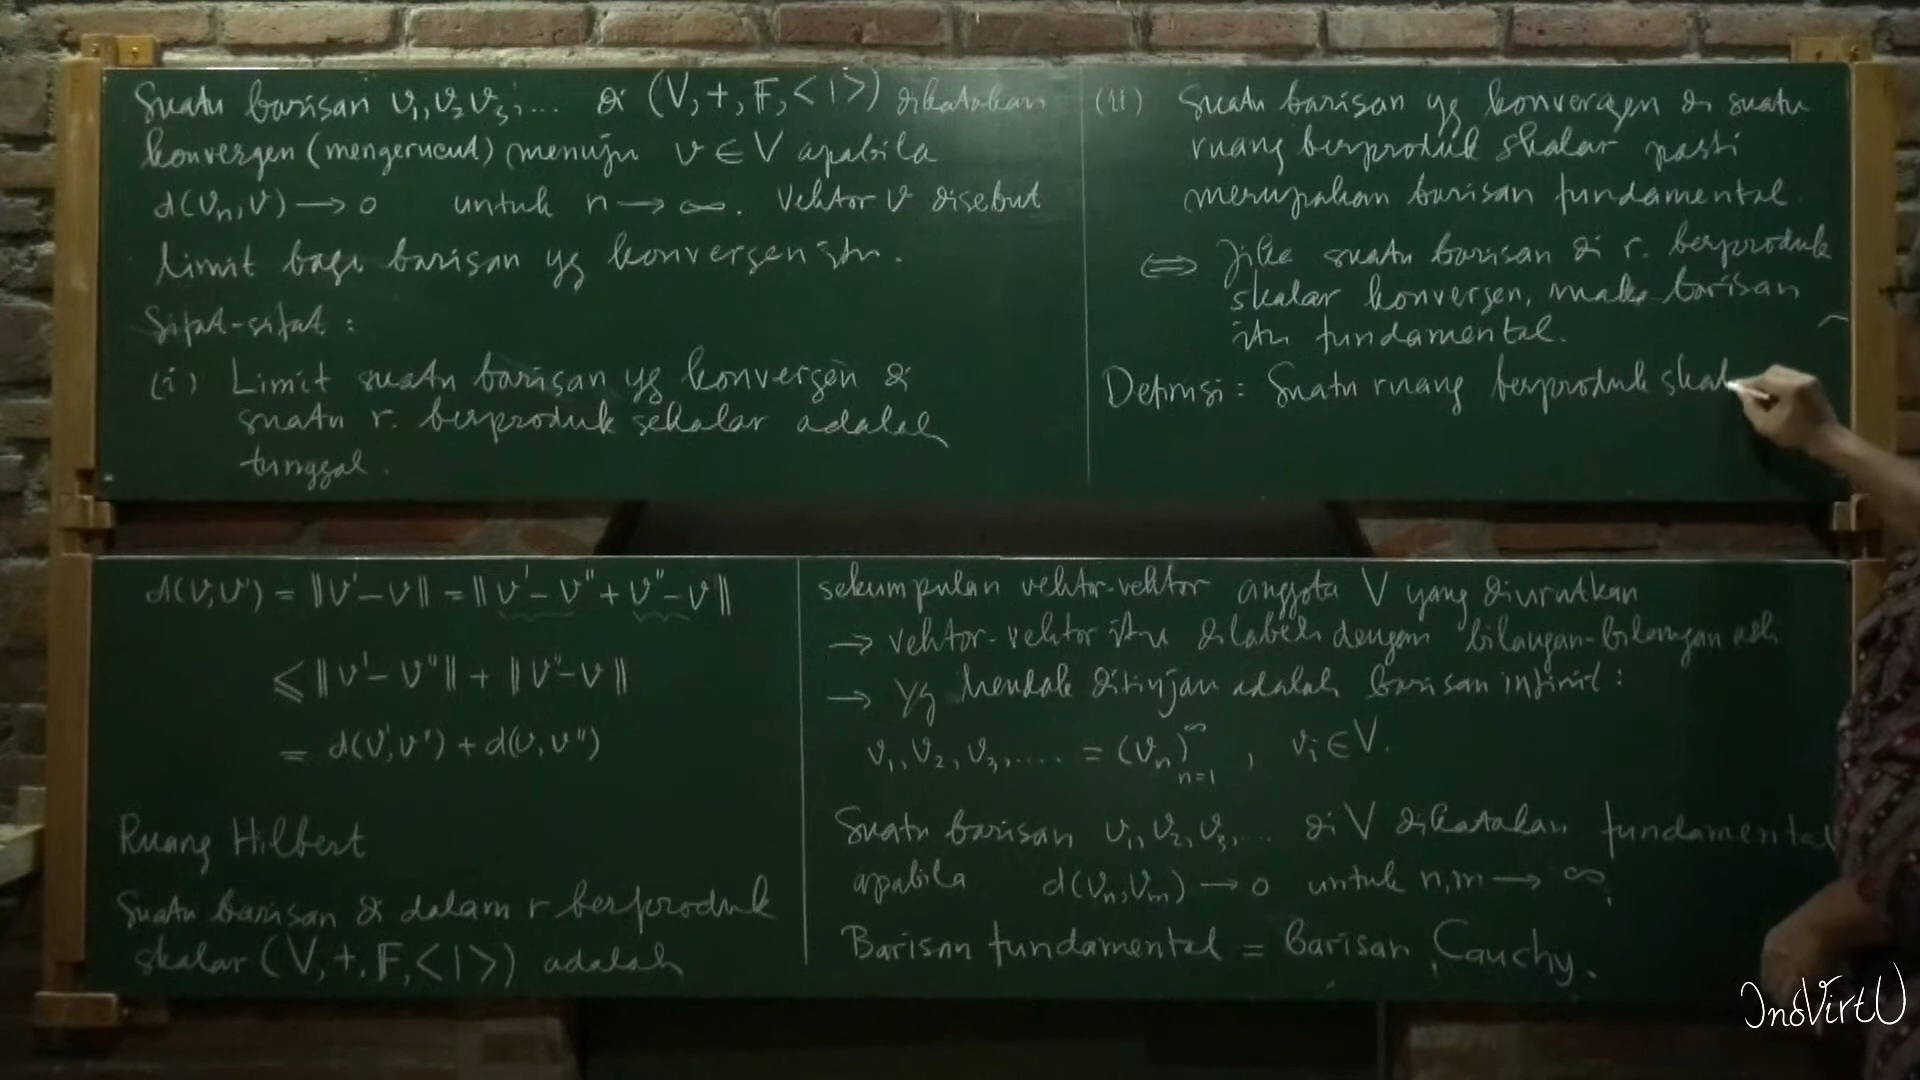 Suatu barisan v₁, v₂ v₃, ... di (V, +, F, < | >) dikatakan
konvergen (mengerucut) menuju v ∈ V apabila
d(vₙ, v) → 0 untuk n → ∞. Vektor v disebut
limit bagi barisan yg konvergen itu.
Sifat-sifat :
(i) Limit suatu barisan yg konvergen di
suatu r. berproduk sekalar adalah
tunggal.
(ii) Suatu barisan yg konvergen di suatu
ruang berproduk skalar pasti
merupakan barisan fundamental.
⇔ Jika suatu barisan di r. berproduk
skalar konvergen, maka barisan
itu fundamental.
Definisi : Suatu ruang berproduk skal
d(v, v') = ||v' - v|| = ||v' - v'' + v'' - v||
≤ ||v' - v''|| + ||v'' - v||
= d(v', v'') + d(v, v'')
Ruang Hilbert
Suatu barisan di dalam r berproduk
skalar (V, +, F, < | >) adalah
sekumpulan vektor-vektor anggota V yang diurutkan
→ vektor-vektor itu dilabeli dengan bilangan-bilangan asli
→ yg hendak ditinjau adalah barisan infinit :
v₁, v₂, v₃, ..... = (vₙ)ₙ₌₁^∞ , vᵢ ∈ V.
Suatu barisan v₁, v₂, v₃, ... di V dikatakan fundamental
apabila d(vₙ, vₘ) → 0 untuk n, m → ∞.
Barisan fundamental = Barisan Cauchy.
InoVirtU